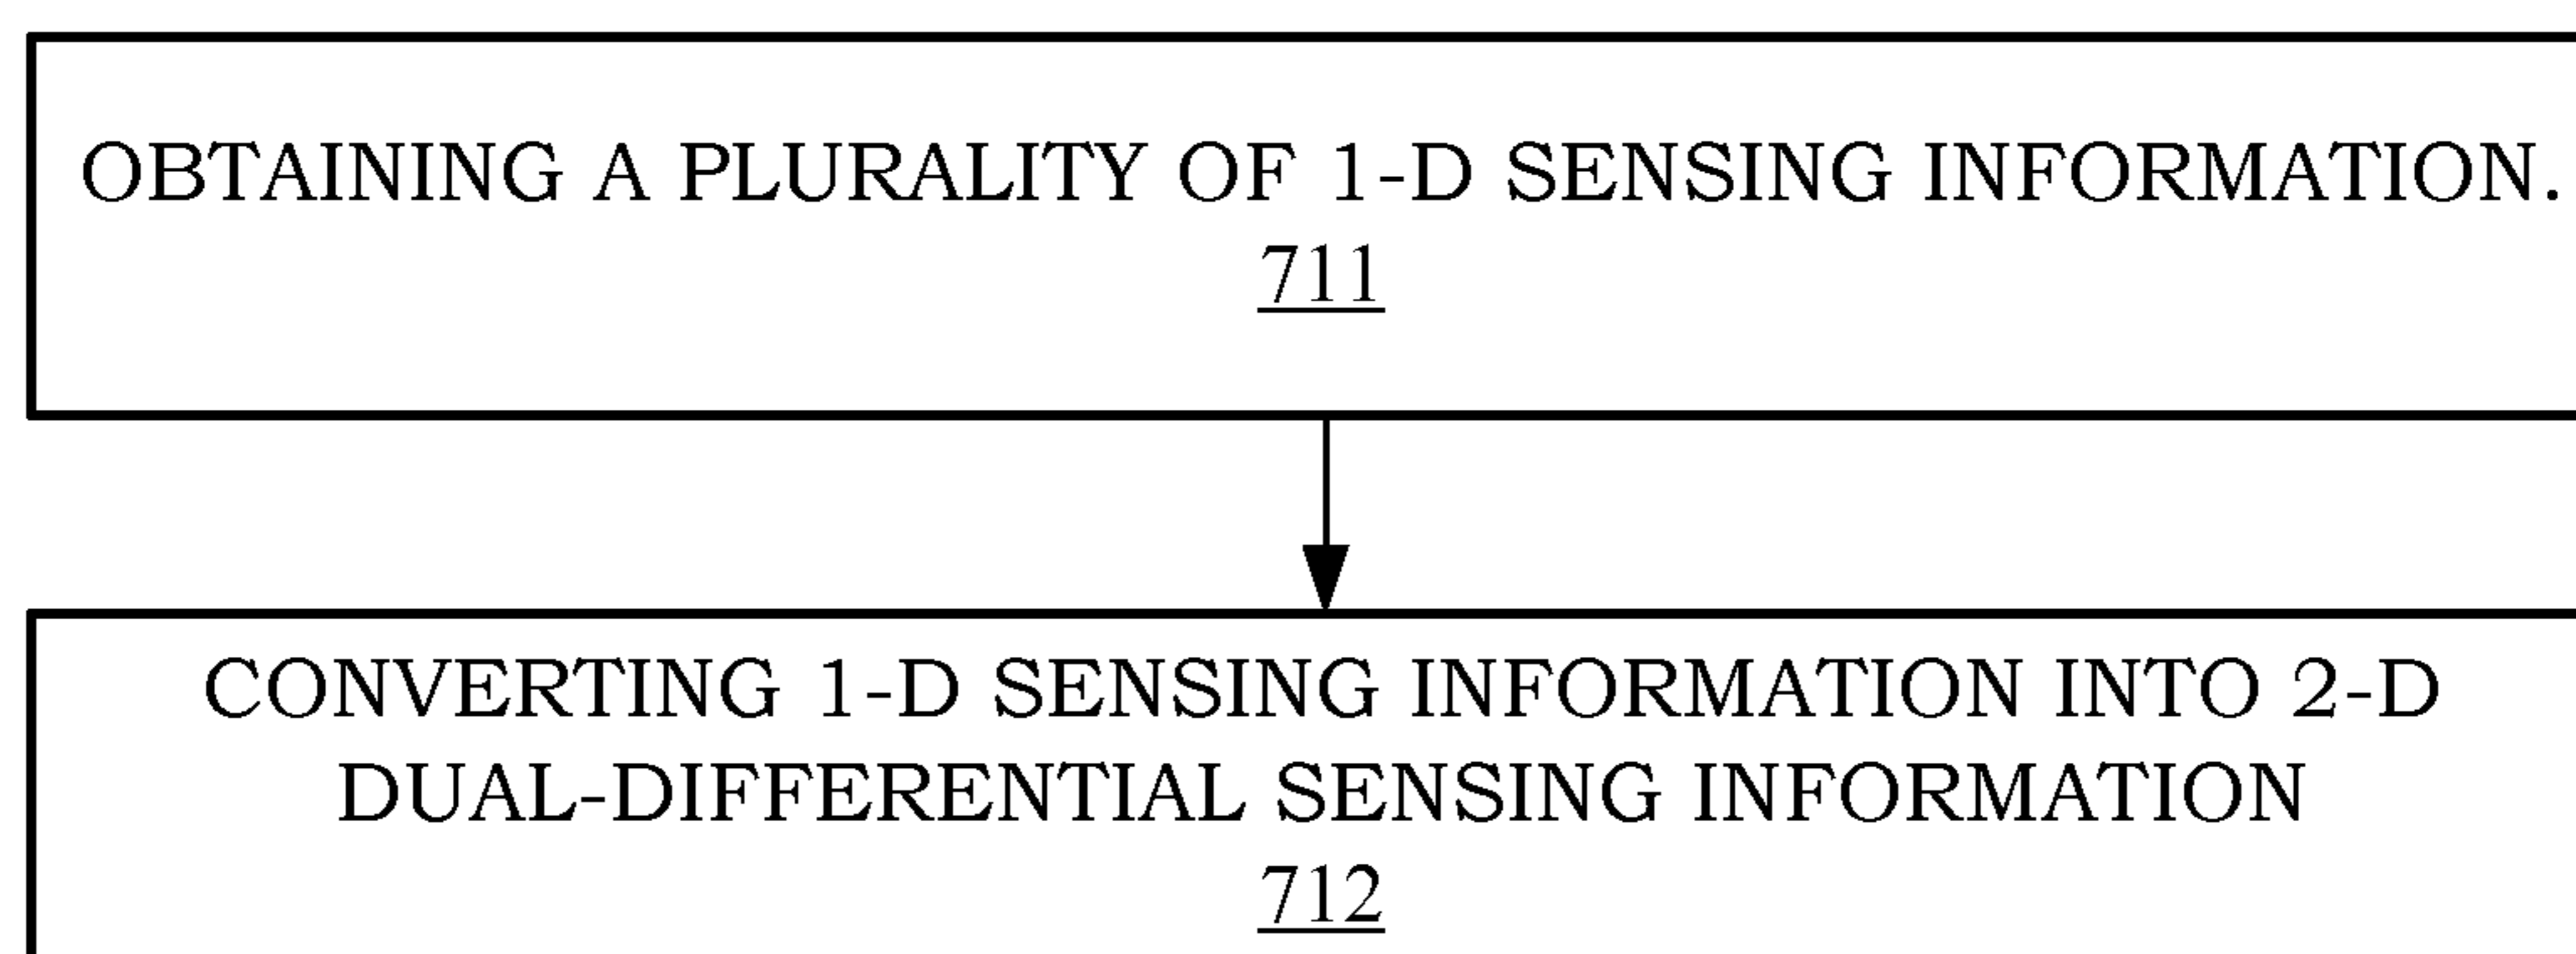 OBTAINING A PLURALITY OF 1-D SENSING INFORMATION.
711
CONVERTING 1-D SENSING INFORMATION INTO 2-D
DUAL-DIFFERENTIAL SENSING INFORMATION
712